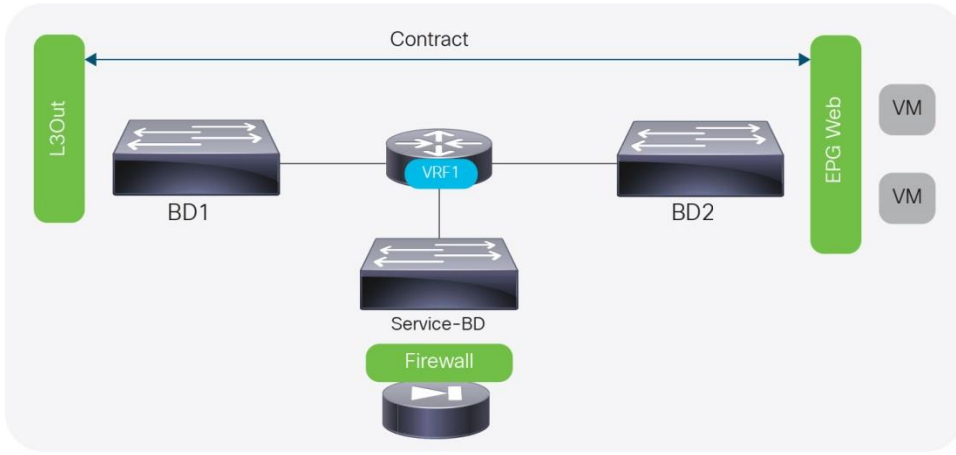 Contract
L3Out
EPG Web
VM
VRF1
BD1
BD2
VM
Service-BD
Firewall